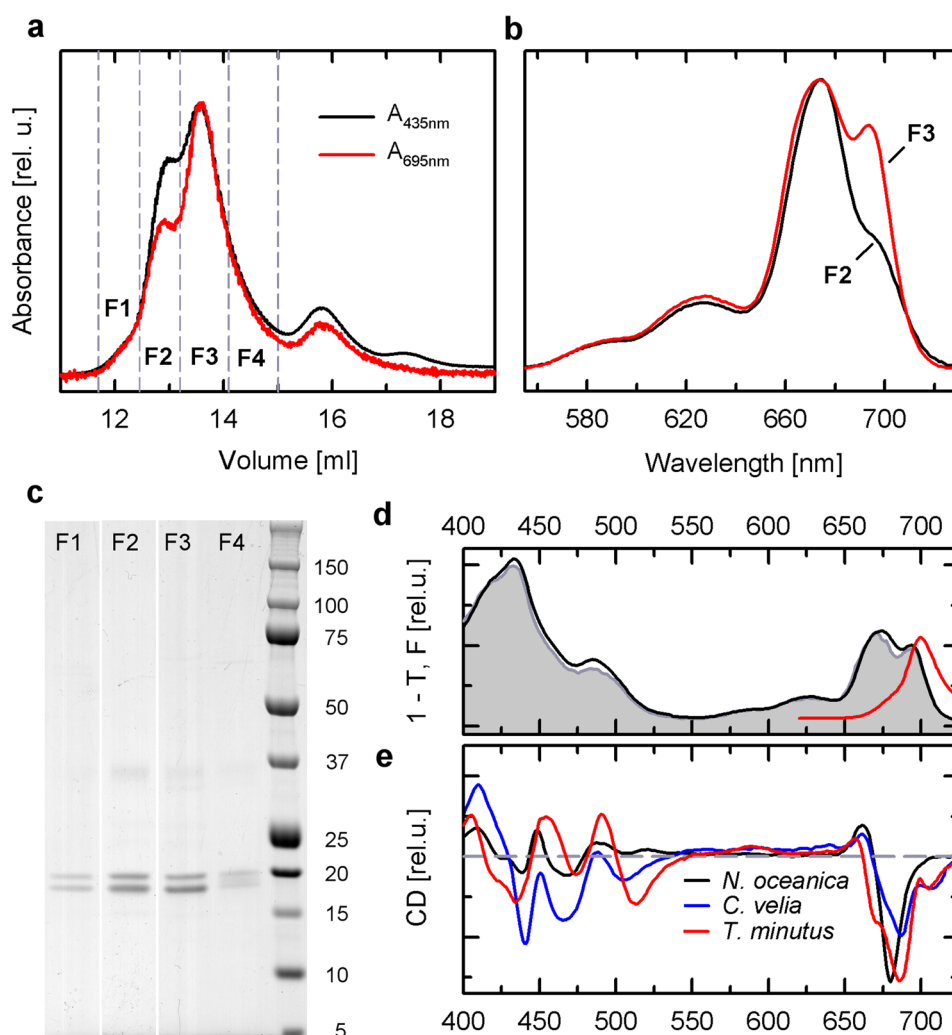 a
b
A435nm
A695nm
F1
F2
F3
F4
Absorbance [rel. u.]
12 14 16 18
Volume [ml]
F3
F2
580 620 660 700
Wavelength [nm]
c
F1 F2 F3 F4
150
100
75
50
37
25
20
15
10
5
d
400 450 500 550 600 650 700
1 - T, F [rel.u.]
e
CD [rel.u.]
N. oceanica
C. velia
T. minutus
400 450 500 550 600 650 700